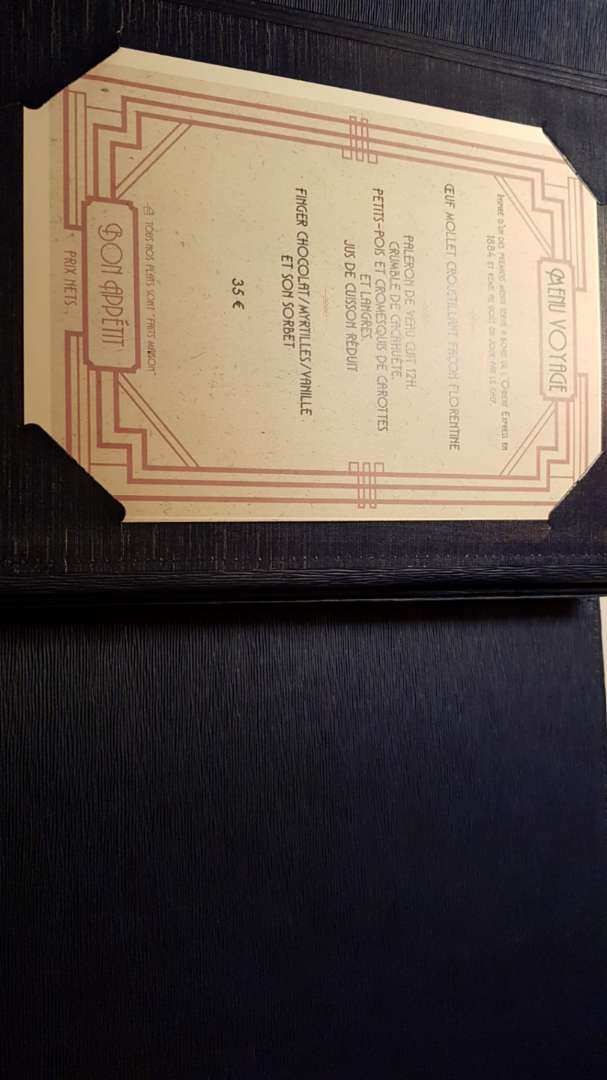 MENU VOYAGE
INSPIRÉ D'UN DES PREMIERS MENUS SERVIS À BORD DE L'ORIENT EXPRESS EN
1884 ET REMIS AU GOÛT DU JOUR PAR LE CHEF.
ŒUF MOLLET CROUSTILLANT FAÇON FLORENTINE
PALERON DE VEAU CUIT 12H,
CRUMBLE DE CACAHUÈTE,
PETITS-POIS ET CROMESQUIS DE CAROTTES
ET LANGRES,
JUS DE CUISSON RÉDUIT
FINGER CHOCOLAT/MYRTILLES/VANILLE
ET SON SORBET
35 €
TOUS NOS PLATS SONT "FAITS MAISON"
BON APPÉTIT
PRIX NETS